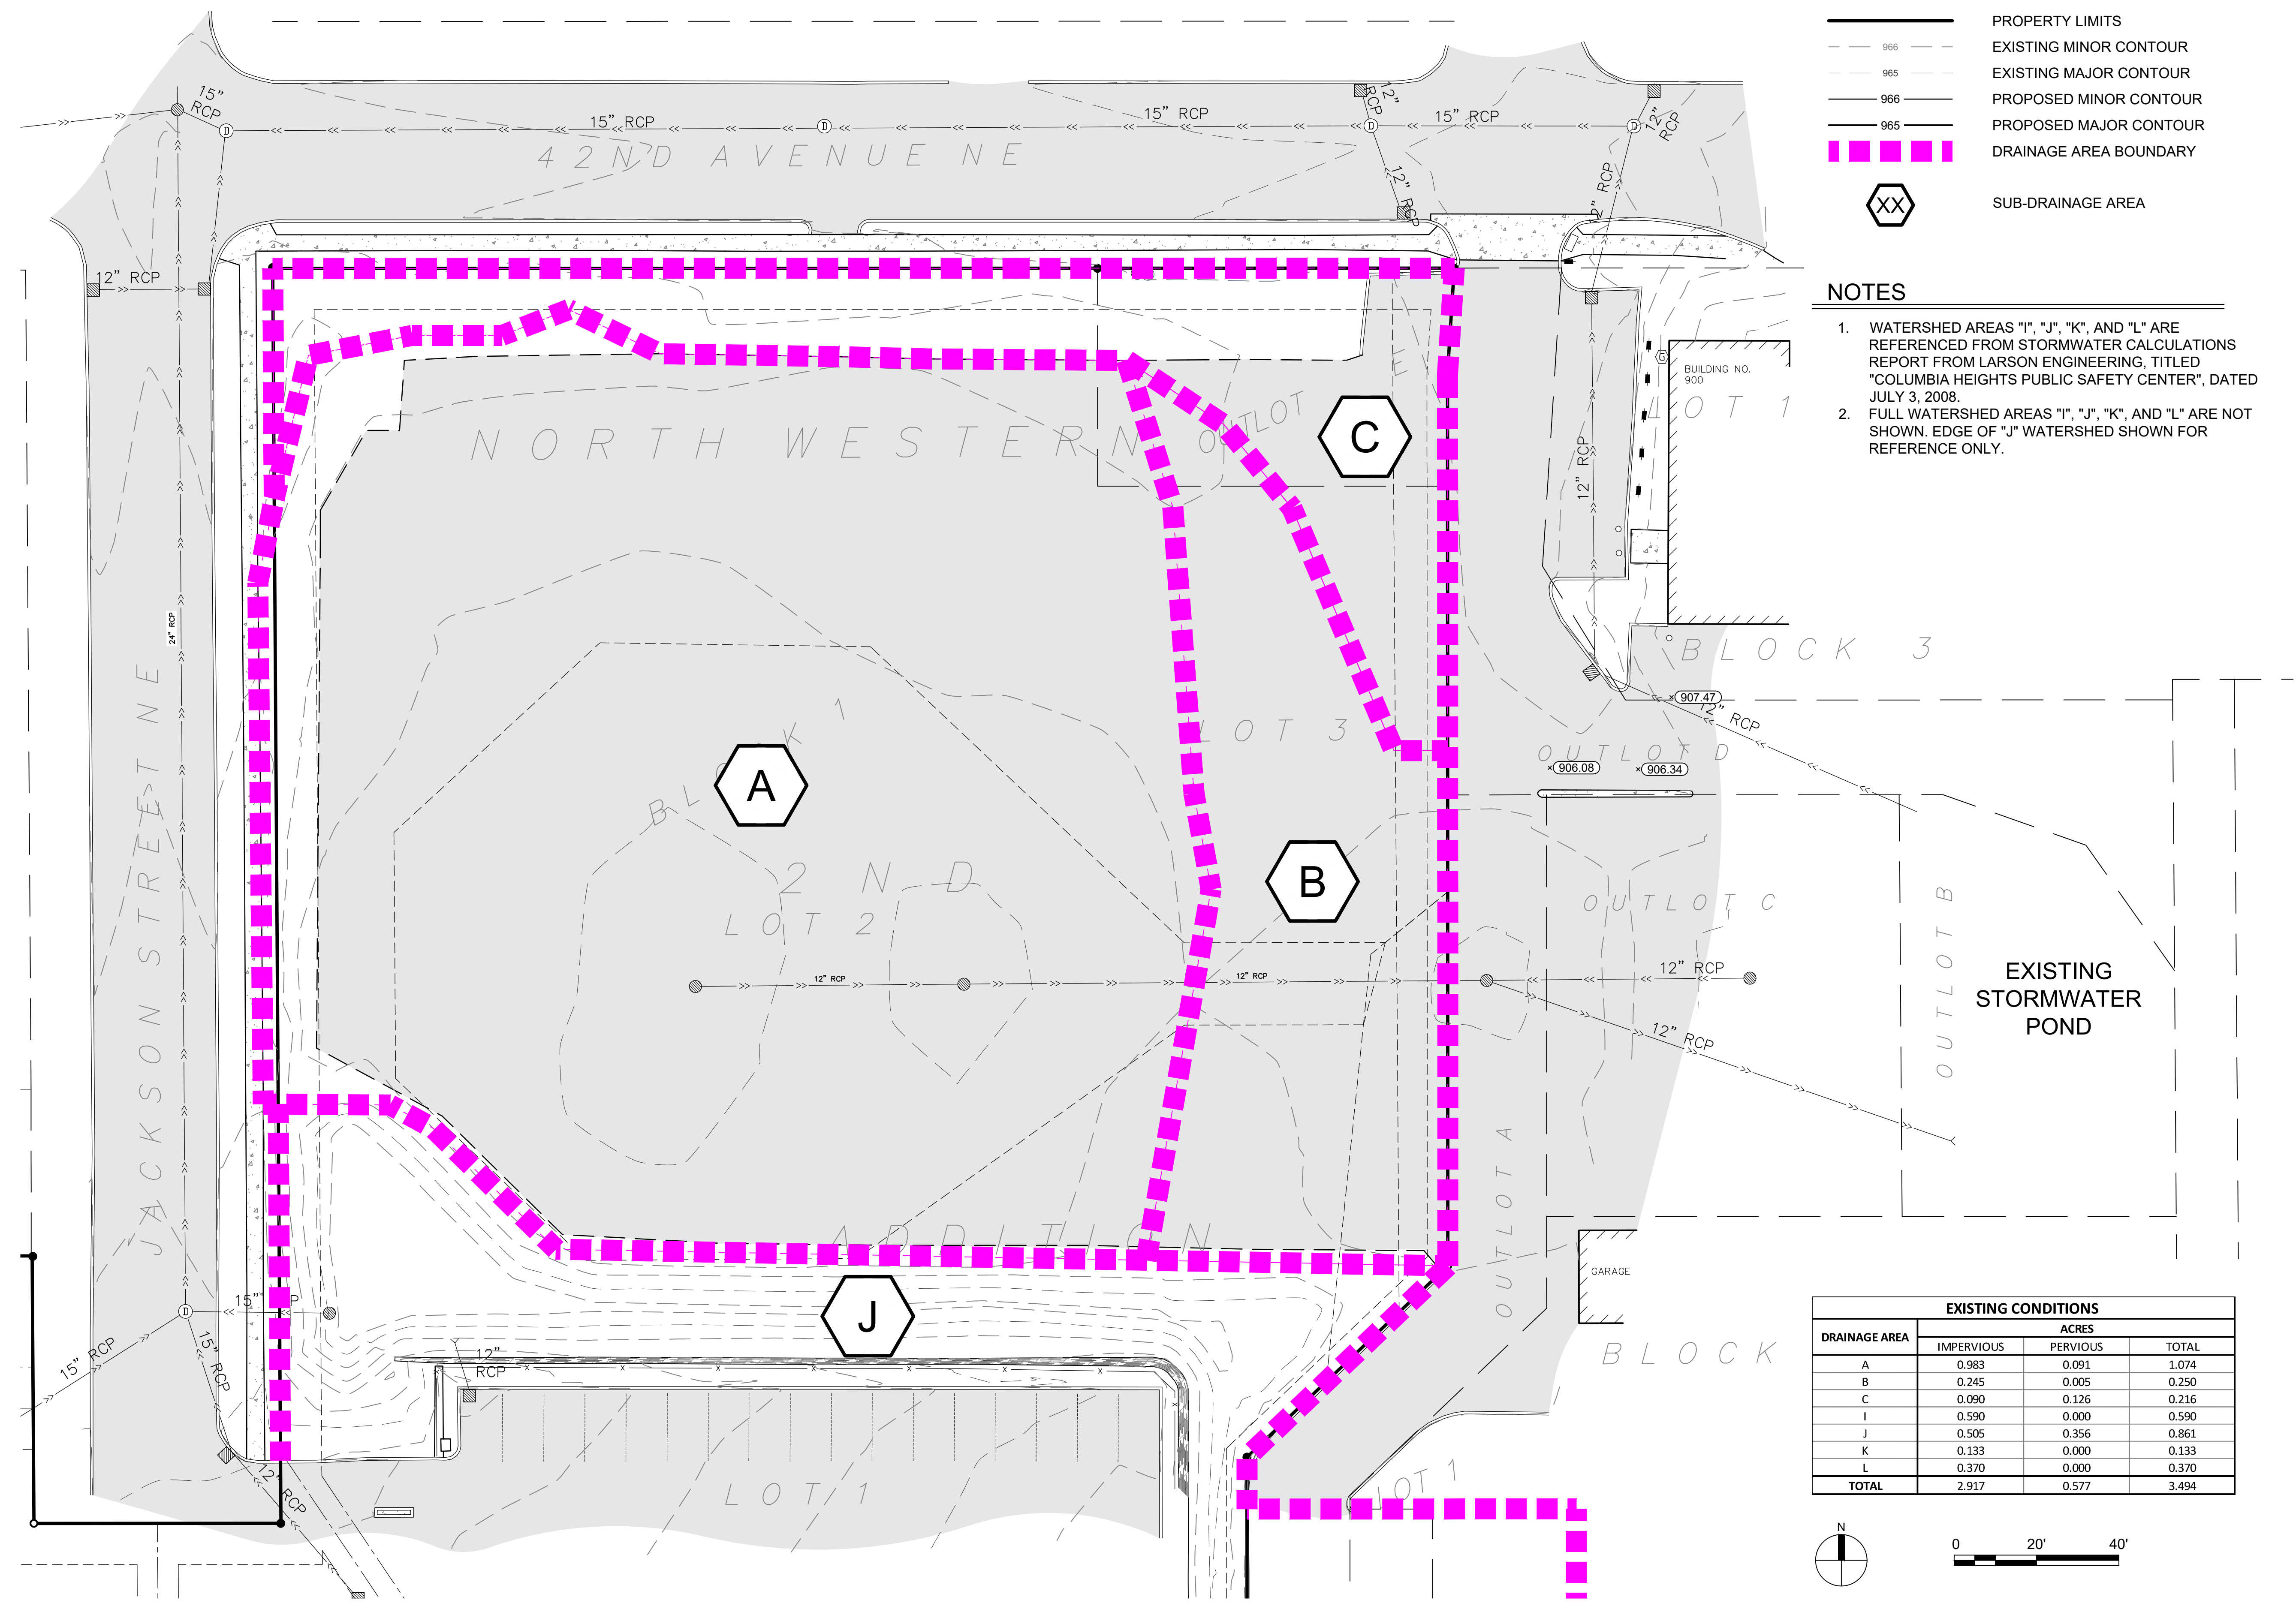 PROPERTY LIMITS
966 EXISTING MINOR CONTOUR
965 EXISTING MAJOR CONTOUR
966 PROPOSED MINOR CONTOUR
965 PROPOSED MAJOR CONTOUR
DRAINAGE AREA BOUNDARY
XX SUB-DRAINAGE AREA
NOTES
1. WATERSHED AREAS "I", "J", "K", AND "L" ARE
REFERENCED FROM STORMWATER CALCULATIONS
REPORT FROM LARSON ENGINEERING, TITLED
"COLUMBIA HEIGHTS PUBLIC SAFETY CENTER", DATED
JULY 3, 2008.
2. FULL WATERSHED AREAS "I", "J", "K", AND "L" ARE NOT
SHOWN. EDGE OF "J" WATERSHED SHOWN FOR
REFERENCE ONLY.
15"
RCP
D
15" RCP
D
15" RCP
D
15" RCP
D
12"
RCP
12"
RCP
42ND AVENUE NE
12"
RCP
12" RCP
12" RCP
G
BUILDING NO.
900
LOT 1
NORTH WESTERN
OUTLOT E
C
12" RCP
24" RCP
JACKSON STREET NE
BLOCK 3
907.47
12" RCP
BLOCK 1
A
LOT 3
OUTLOT D
906.08
906.34
2ND
LOT 2
B
OUTLOT C
OUTLOT B
EXISTING
STORMWATER
POND
12" RCP
12" RCP
12" RCP
12" RCP
OUTLOT A
ADDITION
GARAGE
J
D
15"
P
15" RCP
15" RCP
12"
RCP
BLOCK
12" RCP
LOT 1
LOT 1
EXISTING CONDITIONS
DRAINAGE AREA ACRES
IMPERVIOUS PERVIOUS TOTAL
A 0.983 0.091 1.074
B 0.245 0.005 0.250
C 0.090 0.126 0.216
I 0.590 0.000 0.590
J 0.505 0.356 0.861
K 0.133 0.000 0.133
L 0.370 0.000 0.370
TOTAL 2.917 0.577 3.494
N
0 20' 40'